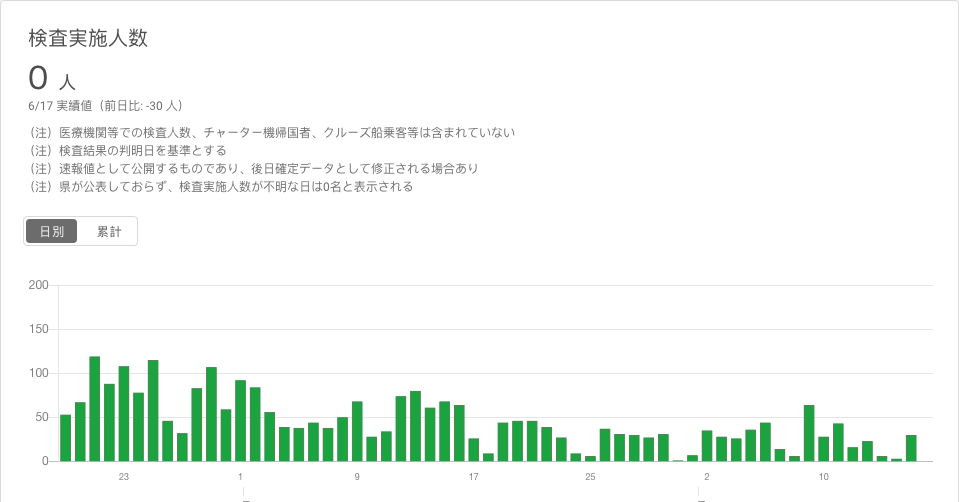 検査実施人数
0 人
6/17 実績値（前日比: -30 人）
（注）医療機関等での検査人数、チャーター機帰国者、クルーズ船乗客等は含まれていない
（注）検査結果の判明日を基準とする
（注）速報値として公開するものであり、後日確定データとして修正される場合あり
（注）県が公表しておらず、検査実施人数が不明な日は0名と表示される
日別 累計
200
150
100
50
0
23 1 9 17 25 2 10